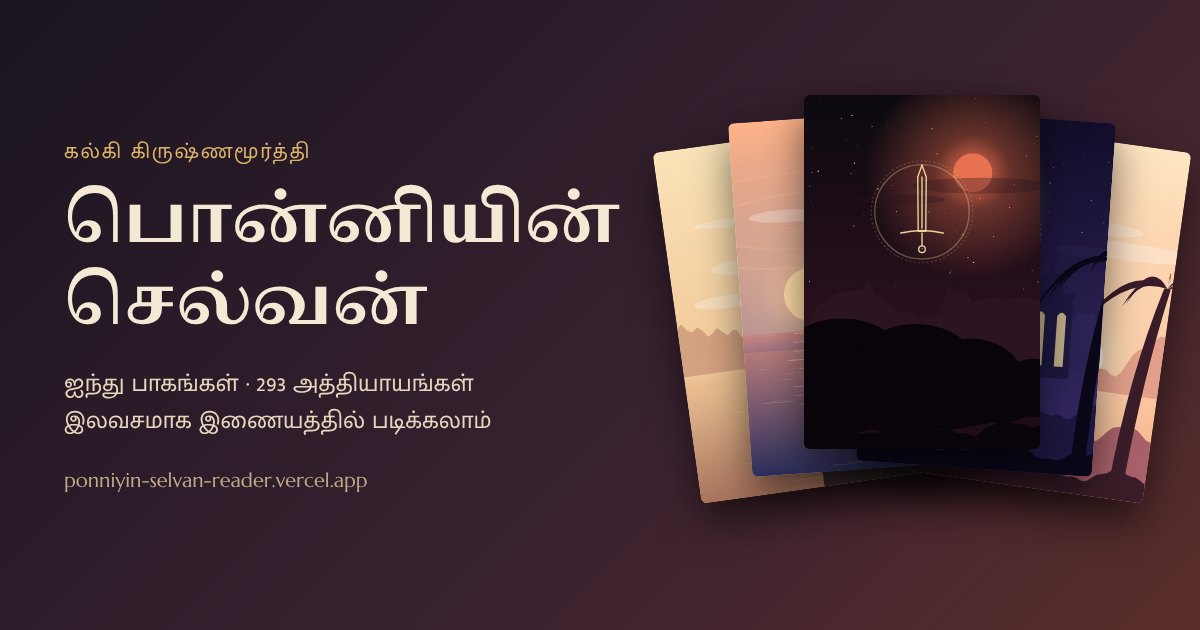 கல்கி கிருஷ்ணமூர்த்தி
பொன்னியின்
செல்வன்
ஐந்து பாகங்கள் · 293 அத்தியாயங்கள்
இலவசமாக இணையத்தில் படிக்கலாம்
ponniyin-selvan-reader.vercel.app